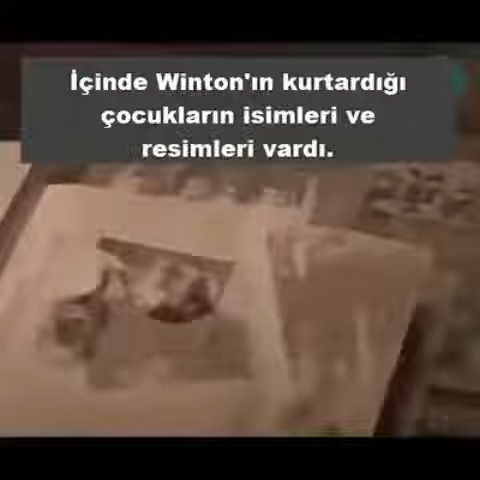 İçinde Winton'ın kurtardığı
çocukların isimleri ve
resimleri vardı.